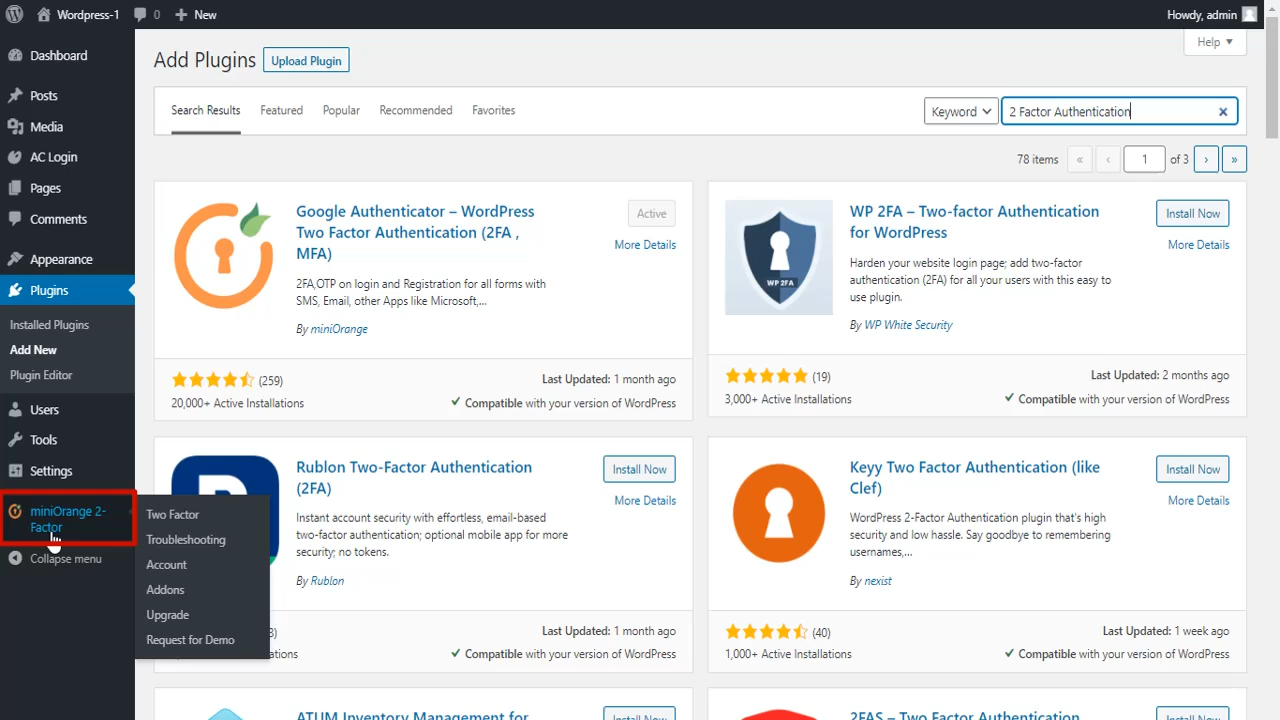 Wordpress-1 0 New Howdy, admin
Dashboard
Posts
Media
AC Login
Pages
Comments
Appearance
Plugins
Installed Plugins
Add New
Plugin Editor
Users
Tools
Settings
miniOrange 2-
Factor
Collapse menu
Two Factor
Troubleshooting
Account
Addons
Upgrade
Request for Demo
Help
Add Plugins Upload Plugin
Search Results Featured Popular Recommended Favorites Keyword 2 Factor Authentication ×
78 items « ‹ 1 of 3 › »
Google Authenticator – WordPress
Two Factor Authentication (2FA ,
MFA)
Active
More Details
2FA,OTP on login and Registration for all forms with
SMS, Email, other Apps like Microsoft,...
By miniOrange
(259)
20,000+ Active Installations
Last Updated: 1 month ago
Compatible with your version of WordPress
WP 2FA
WP 2FA – Two-factor Authentication
for WordPress
Install Now
More Details
Harden your website login page; add two-factor
authentication (2FA) for all your users with this easy to
use plugin.
By WP White Security
(19)
3,000+ Active Installations
Last Updated: 2 months ago
Compatible with your version of WordPress
Rublon Two-Factor Authentication
(2FA)
Install Now
More Details
Instant account security with effortless, email-based
two-factor authentication; optional mobile app for more
security; no tokens.
By Rublon
Last Updated: 1 month ago
Compatible with your version of WordPress
Keyy Two Factor Authentication (like
Clef)
Install Now
More Details
WordPress 2-Factor Authentication plugin that's high
security and low hassle. Say goodbye to remembering
usernames,...
By nexist
(40)
1,000+ Active Installations
Last Updated: 1 week ago
Compatible with your version of WordPress
ATUM Inventory Management for
Install Now
2FAS – Two Factor Authentication
Install Now